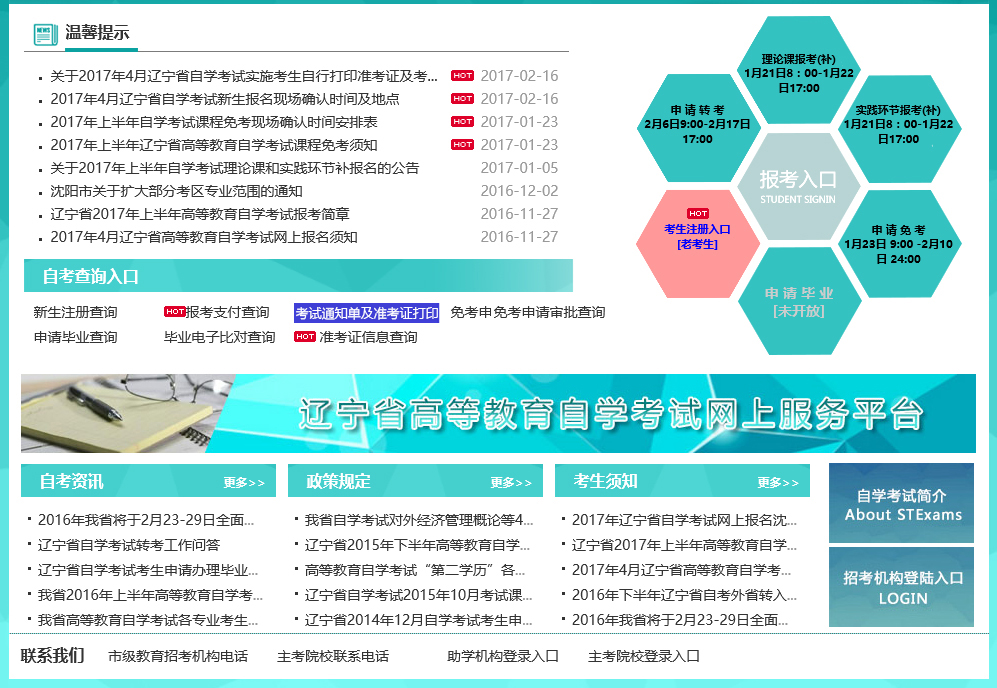 NEWS 温馨提示
关于2017年4月辽宁省自学考试实施考生自行打印准考证及考... HOT 2017-02-16
2017年4月辽宁省自学考试新生报名现场确认时间及地点 HOT 2017-02-16
2017年上半年自学考试课程免考现场确认时间安排表 HOT 2017-01-23
2017年上半年辽宁省高等教育自学考试课程免考须知 HOT 2017-01-23
关于2017年上半年自学考试理论课和实践环节补报名的公告 2017-01-05
沈阳市关于扩大部分考区专业范围的通知 2016-12-02
辽宁省2017年上半年高等教育自学考试报考简章 2016-11-27
2017年4月辽宁省高等教育自学考试网上报名须知 2016-11-27
理论课报考(补)
1月21日8：00-1月22
日17:00
申 请 转 考
2月6日9:00-2月17日
17:00
实践环节报考(补)
1月21日8：00-1月22
日17:00
报考入口
STUDENT SIGNIN
HOT
考生注册入口
[老考生]
申 请 免 考
1月23日 9:00 -2月10
日 24:00
申 请 毕 业
[未开放]
自考查询入口
新生注册查询 HOT报考支付查询 考试通知单及准考证打印 免考申免考申请审批查询
申请毕业查询 毕业电子比对查询 HOT 准考证信息查询
辽宁省高等教育自学考试网上服务平台
自考资讯 更多>>
2016年我省将于2月23-29日全面...
辽宁省自学考试转考工作问答
辽宁省自学考试考生申请办理毕业...
我省2016年上半年高等教育自学考...
我省高等教育自学考试各专业考生...
政策规定 更多>>
我省自学考试对外经济管理概论等4...
辽宁省2015年下半年高等教育自学...
高等教育自学考试“第二学历”各...
辽宁省自学考试2015年10月考试课...
辽宁省2014年12月自学考试考生申...
考生须知 更多>>
2017年辽宁省自学考试网上报名沈...
辽宁省2017年上半年高等教育自学...
2017年4月辽宁省高等教育自学考...
2016年下半年辽宁省自考外省转入...
2016年我省将于2月23-29日全面...
自学考试简介
About STExams
招考机构登陆入口
LOGIN
联系我们 市级教育招考机构电话 主考院校联系电话 助学机构登录入口 主考院校登录入口